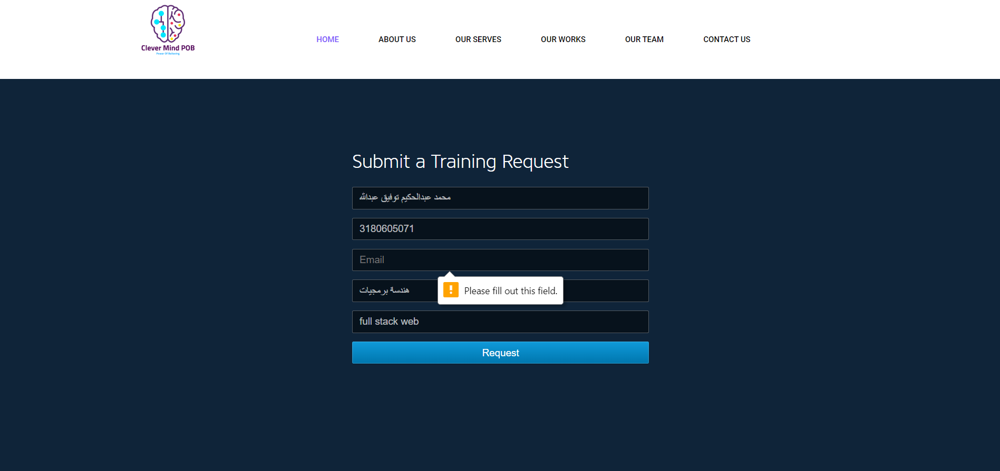 Clever Mind POB
Power Of Believing
HOME
ABOUT US
OUR SERVES
OUR WORKS
OUR TEAM
CONTACT US
Submit a Training Request
محمد عبدالحكيم توفيق عبدالله
3180605071
Email
Please fill out this field.
هندسة برمجيات
full stack web
Request